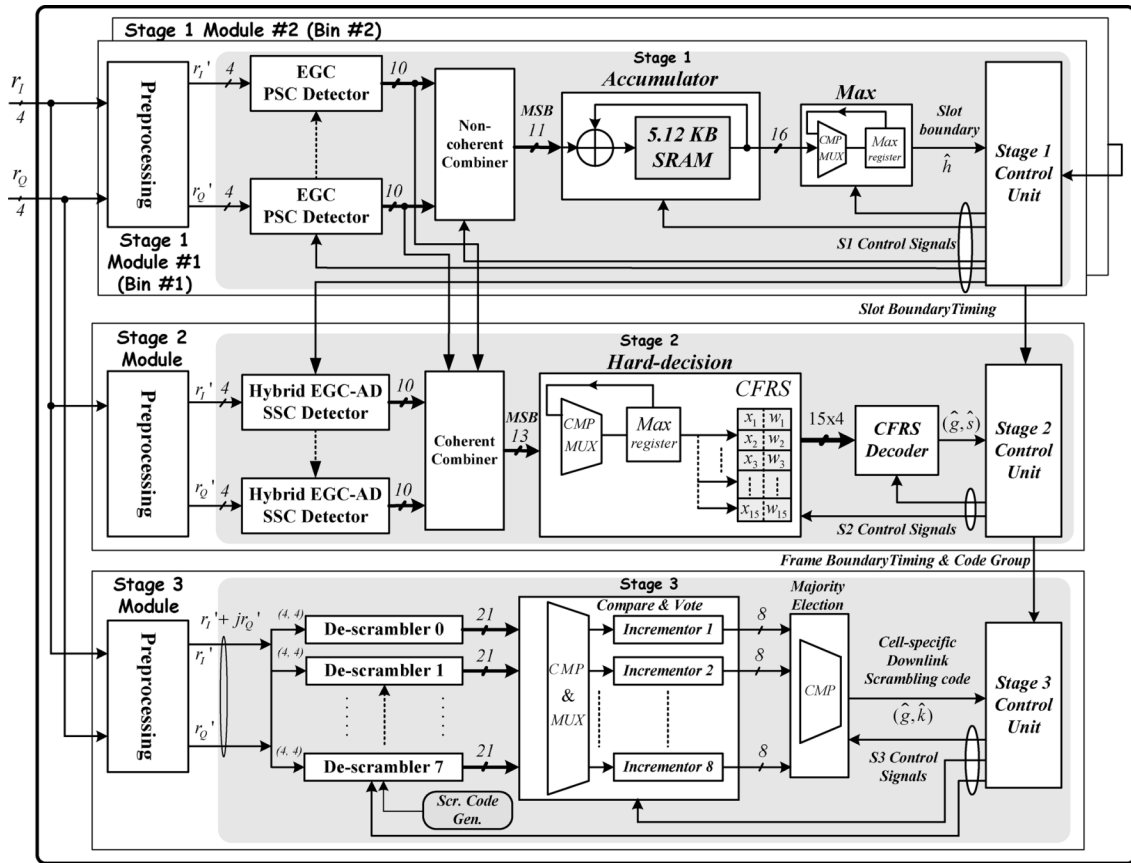 Stage 1 Module #2 (Bin #2)
r_I
4
r_Q
4
Preprocessing
Stage 1
Module #1
(Bin #1)
r_I'
4
EGC
PSC Detector
10
r_Q'
4
EGC
PSC Detector
10
Non-
coherent
Combiner
MSB
11
Stage 1
Accumulator
5.12 KB
SRAM
16
Max
CMP
MUX
Max
register
Slot
boundary
ĥ
Stage 1
Control
Unit
S1 Control Signals
Slot BoundaryTiming
Stage 2
Module
Preprocessing
r_I'
4
Hybrid EGC-AD
SSC Detector
10
r_Q'
4
Hybrid EGC-AD
SSC Detector
10
Coherent
Combiner
MSB
13
Stage 2
Hard-decision
CMP
MUX
Max
register
CFRS
x_1 w_1
x_2 w_2
x_3 w_3
x_15 w_15
15x4
CFRS
Decoder
(ĝ,ŝ)
Stage 2
Control
Unit
S2 Control Signals
Frame BoundaryTiming & Code Group
Stage 3
Module
Preprocessing
r_I'+ jr_Q'
r_I'
r_Q'
(4, 4)
De-scrambler 0
21
(4, 4)
De-scrambler 1
21
(4, 4)
De-scrambler 7
21
Scr. Code
Gen.
Stage 3
Compare & Vote
CMP
&
MUX
Incrementor 1
8
Incrementor 2
8
Incrementor 8
8
Majority
Election
CMP
Cell-specific
Downlink
Scrambling code
(ĝ,k̂)
Stage 3
Control
Unit
S3 Control
Signals